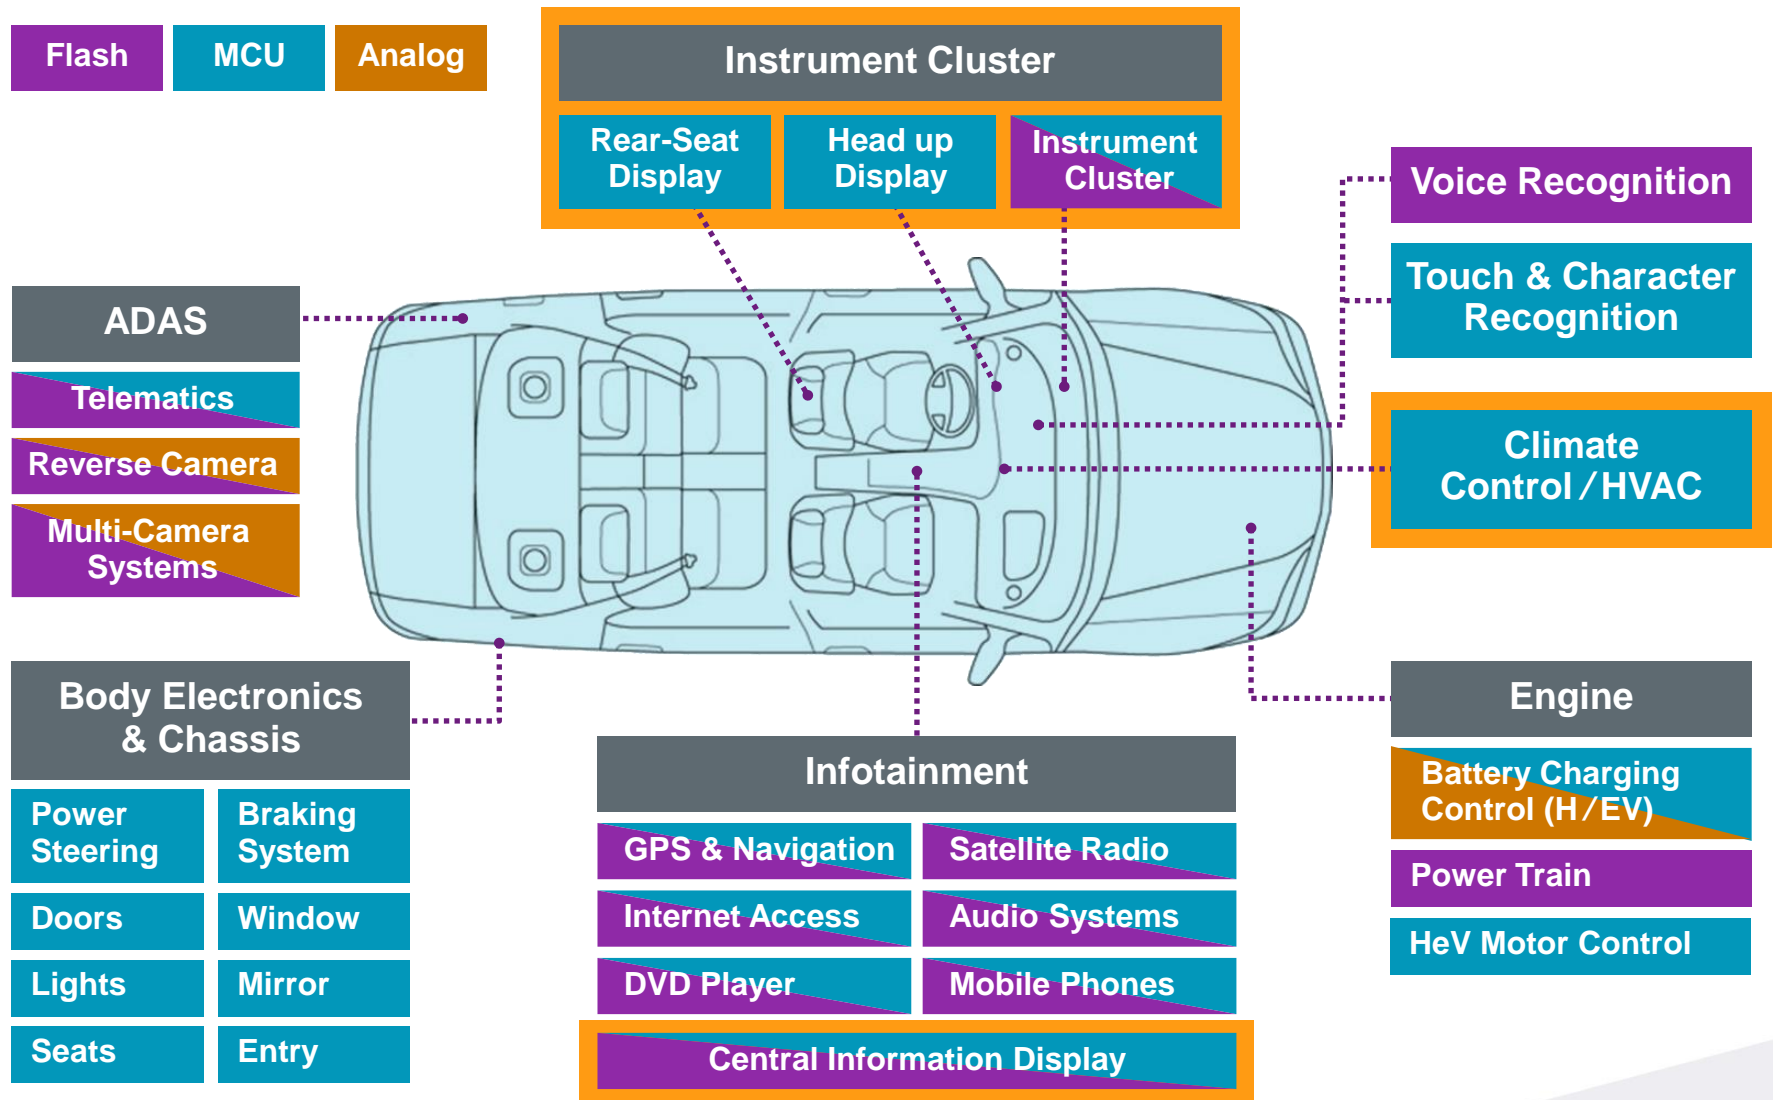 Flash
MCU
Analog
Instrument Cluster
Rear-Seat
Display
Head up
Display
Instrument
Cluster
Voice Recognition
Touch & Character
Recognition
Climate
Control / HVAC
ADAS
Telematics
Reverse Camera
Multi-Camera
Systems
Body Electronics
& Chassis
Power
Steering
Braking
System
Doors
Window
Lights
Mirror
Seats
Entry
Infotainment
GPS & Navigation
Satellite Radio
Internet Access
Audio Systems
DVD Player
Mobile Phones
Central Information Display
Engine
Battery Charging
Control (H / EV)
Power Train
HeV Motor Control